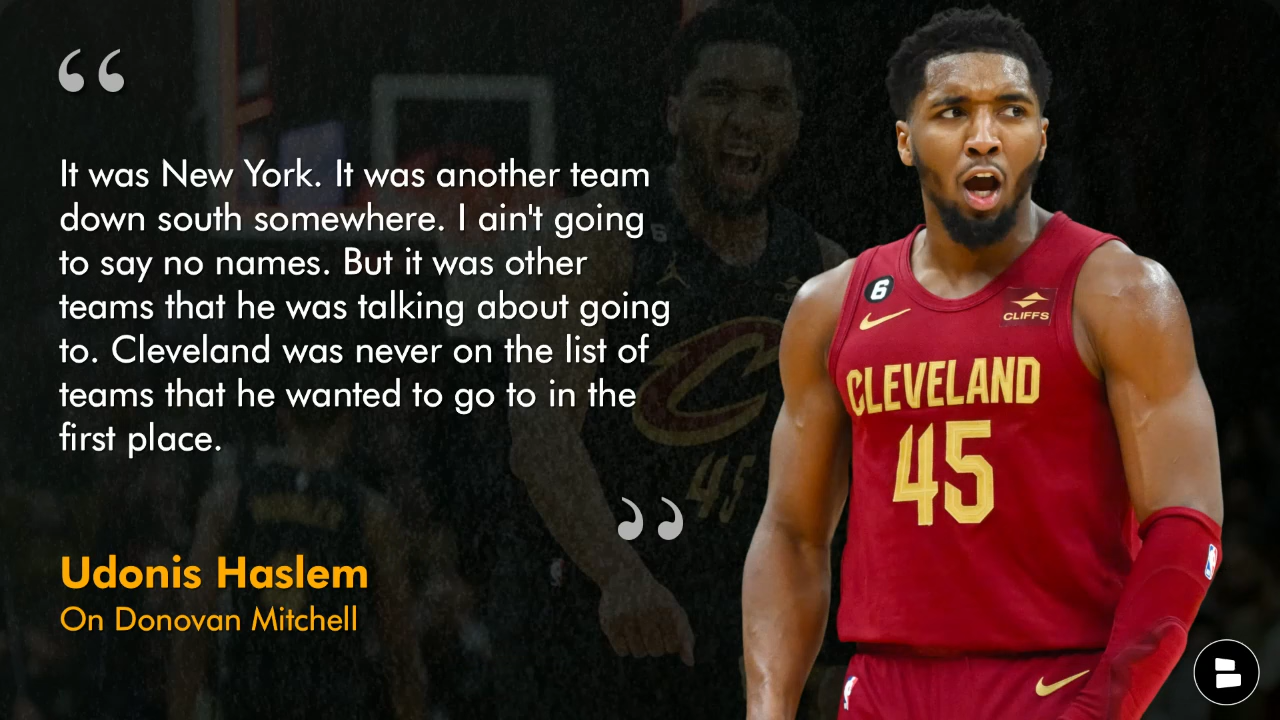 “
It was New York. It was another team
down south somewhere. I ain't going
to say no names. But it was other
teams that he was talking about going
to. Cleveland was never on the list of
teams that he wanted to go to in the
first place.
”
Udonis Haslem
On Donovan Mitchell
6
CLIFFS
CLEVELAND
45
C
45